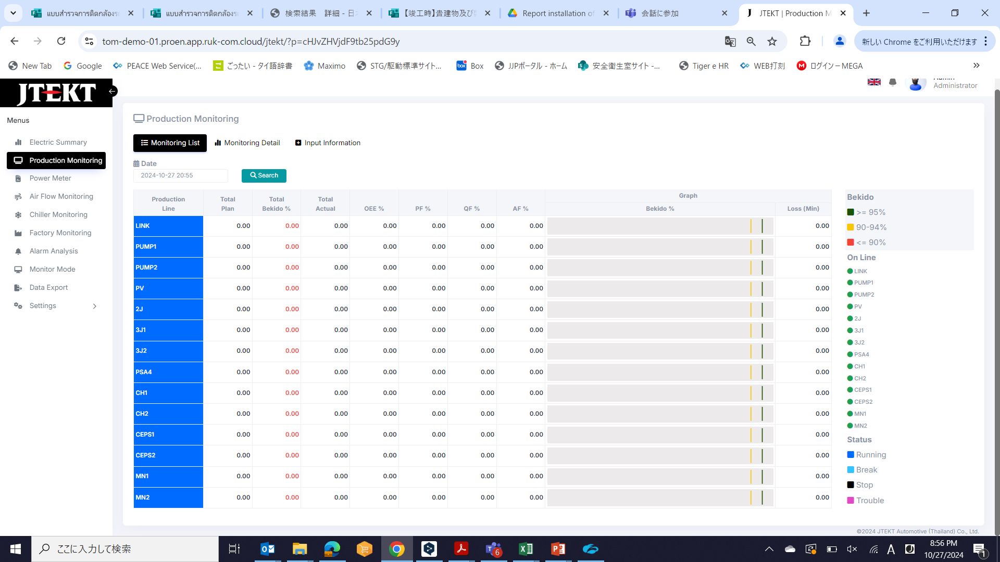 แบบสำรวจการติดกล้องระ
แบบสำรวจการติดกล้องระ
検索結果 詳細 - 日本
【竣工時】貴建物及び
Report installation of
会話に参加
JTEKT | Production M
tom-demo-01.proen.app.ruk-com.cloud/jtekt/?p=cHJvZHVjdF9tb25pdG9y
新しい Chrome をご利用いただけます
New Tab
Google
PEACE Web Service(...
ごったい - タイ語辞書
Maximo
STG/駆動標準サイト...
Box
JJPポータル - ホーム
安全衛生室サイト -...
Tiger e HR
WEB打刻
ログイン − MEGA
JTEKT
Admin
Administrator
Menus
Electric Summary
Production Monitoring
Power Meter
Air Flow Monitoring
Chiller Monitoring
Factory Monitoring
Alarm Analysis
Monitor Mode
Data Export
Settings
Production Monitoring
Monitoring List Monitoring Detail Input Information
Date
2024-10-27 20:55 Search
Production Line Total Plan Total Bekido % Total Actual OEE % PF % QF % AF % Graph
Bekido % Loss (Min)
LINK 0.00 0.00 0.00 0.00 0.00 0.00 0.00 0.00
PUMP1 0.00 0.00 0.00 0.00 0.00 0.00 0.00 0.00
PUMP2 0.00 0.00 0.00 0.00 0.00 0.00 0.00 0.00
PV 0.00 0.00 0.00 0.00 0.00 0.00 0.00 0.00
2J 0.00 0.00 0.00 0.00 0.00 0.00 0.00 0.00
3J1 0.00 0.00 0.00 0.00 0.00 0.00 0.00 0.00
3J2 0.00 0.00 0.00 0.00 0.00 0.00 0.00 0.00
PSA4 0.00 0.00 0.00 0.00 0.00 0.00 0.00 0.00
CH1 0.00 0.00 0.00 0.00 0.00 0.00 0.00 0.00
CH2 0.00 0.00 0.00 0.00 0.00 0.00 0.00 0.00
CEPS1 0.00 0.00 0.00 0.00 0.00 0.00 0.00 0.00
CEPS2 0.00 0.00 0.00 0.00 0.00 0.00 0.00 0.00
MN1 0.00 0.00 0.00 0.00 0.00 0.00 0.00 0.00
MN2 0.00 0.00 0.00 0.00 0.00 0.00 0.00 0.00
Bekido
>= 95%
90-94%
<= 90%
On Line
LINK
PUMP1
PUMP2
PV
2J
3J1
3J2
PSA4
CH1
CH2
CEPS1
CEPS2
MN1
MN2
Status
Running
Break
Stop
Trouble
©2024 JTEKT Automotive (Thailand) Co., Ltd.
ここに入力して検索
6
A
8:56 PM
10/27/2024
1